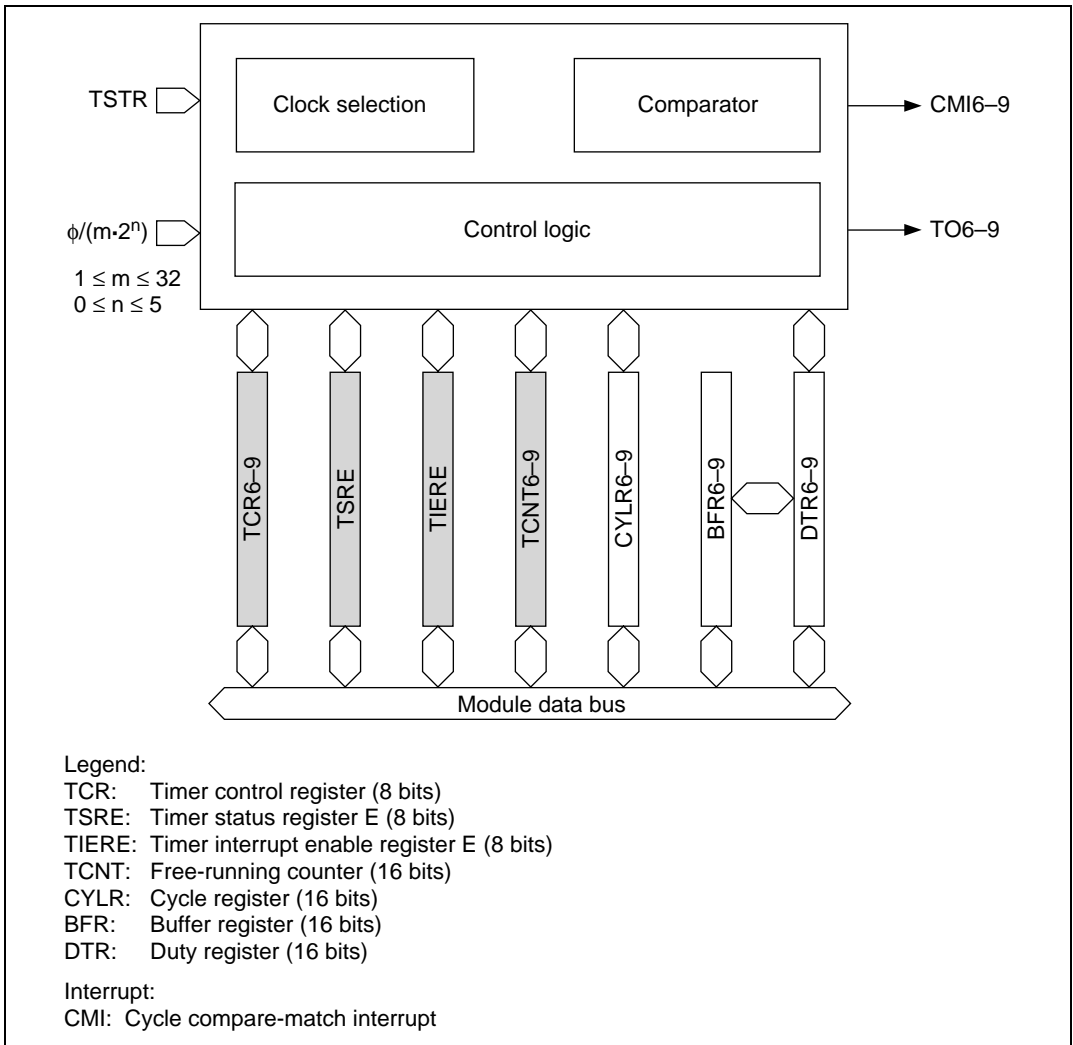 TSTR
Clock selection
Comparator
CMI6–9
ϕ/(m·2ⁿ)
Control logic
TO6–9
1 ≤ m ≤ 32
0 ≤ n ≤ 5
TCR6–9
TSRE
TIERE
TCNT6–9
CYLR6–9
BFR6–9
DTR6–9
Module data bus
Legend:
TCR: Timer control register (8 bits)
TSRE: Timer status register E (8 bits)
TIERE: Timer interrupt enable register E (8 bits)
TCNT: Free-running counter (16 bits)
CYLR: Cycle register (16 bits)
BFR: Buffer register (16 bits)
DTR: Duty register (16 bits)
Interrupt:
CMI: Cycle compare-match interrupt